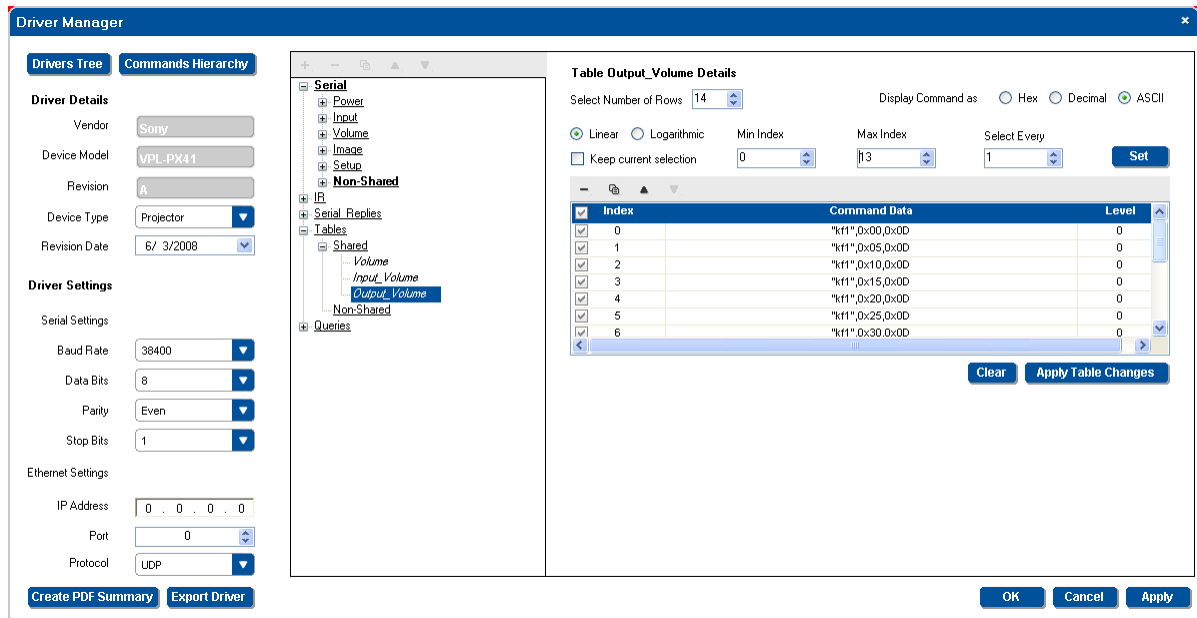 Driver Manager
Drivers Tree
Commands Hierarchy
Driver Details
Vendor
Sony
Device Model
VPL-PX41
Revision
A
Device Type
Projector
Revision Date
6/ 3/2008
Driver Settings
Serial Settings
Baud Rate
38400
Data Bits
8
Parity
Even
Stop Bits
1
Ethernet Settings
IP Address
0 . 0 . 0 . 0
Port
0
Protocol
UDP
Create PDF Summary
Export Driver
Serial
Power
Input
Volume
Image
Setup
Non-Shared
IR
Serial Replies
Tables
Shared
Volume
Input_Volume
Output_Volume
Non-Shared
Queries
Table Output_Volume Details
Select Number of Rows 14
Display Command as Hex Decimal ASCII
Linear Logarithmic
Keep current selection
Min Index
0
Max Index
13
Select Every
1
Set
Index Command Data Level
0 "kf1",0x00,0x0D 0
1 "kf1",0x05,0x0D 0
2 "kf1",0x10,0x0D 0
3 "kf1",0x15,0x0D 0
4 "kf1",0x20,0x0D 0
5 "kf1",0x25,0x0D 0
6 "kf1",0x30,0x0D 0
Clear
Apply Table Changes
OK
Cancel
Apply